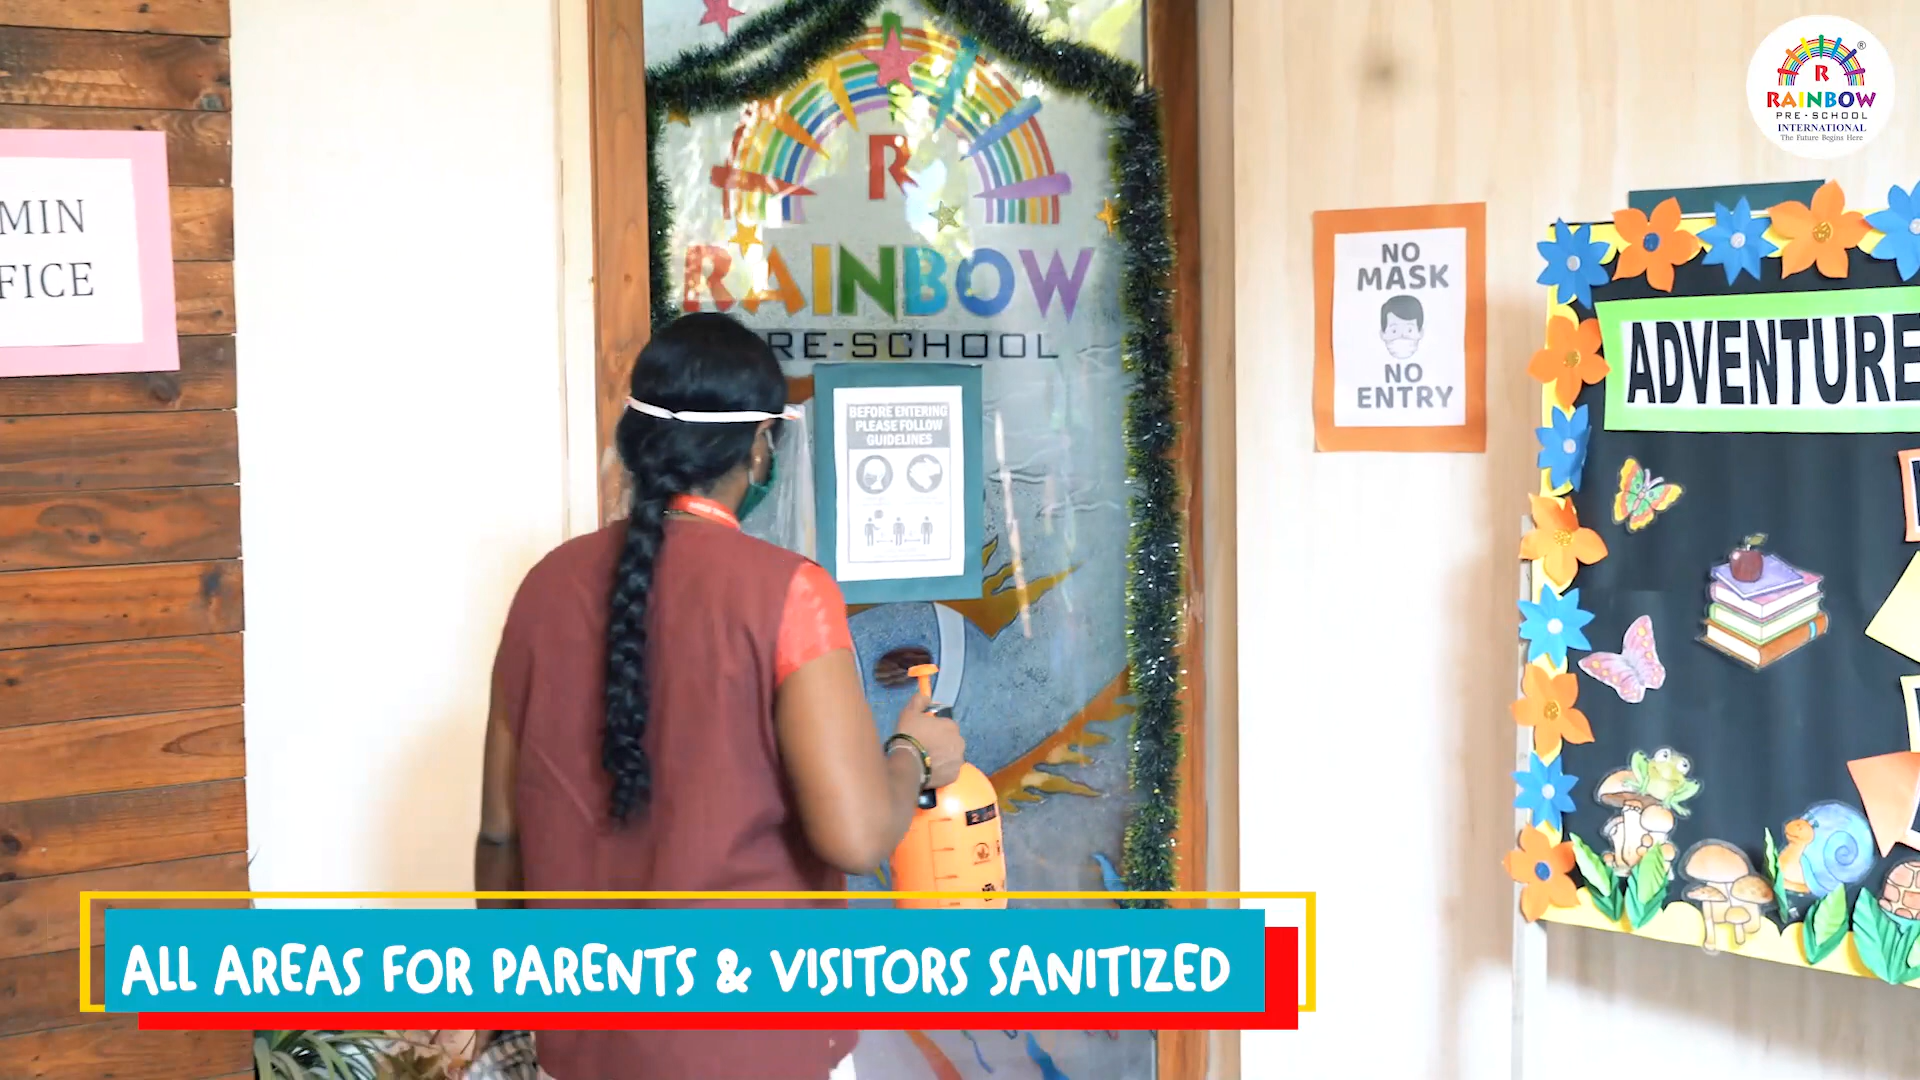 MIN
FICE
R
RAINBOW
RE-SCHOOL
BEFORE ENTERING
PLEASE FOLLOW
GUIDELINES
NO
MASK
NO
ENTRY
ADVENTURE
R
RAINBOW
PRE-SCHOOL
INTERNATIONAL
The Future Begins Here
ALL AREAS FOR PARENTS & VISITORS SANITIZED